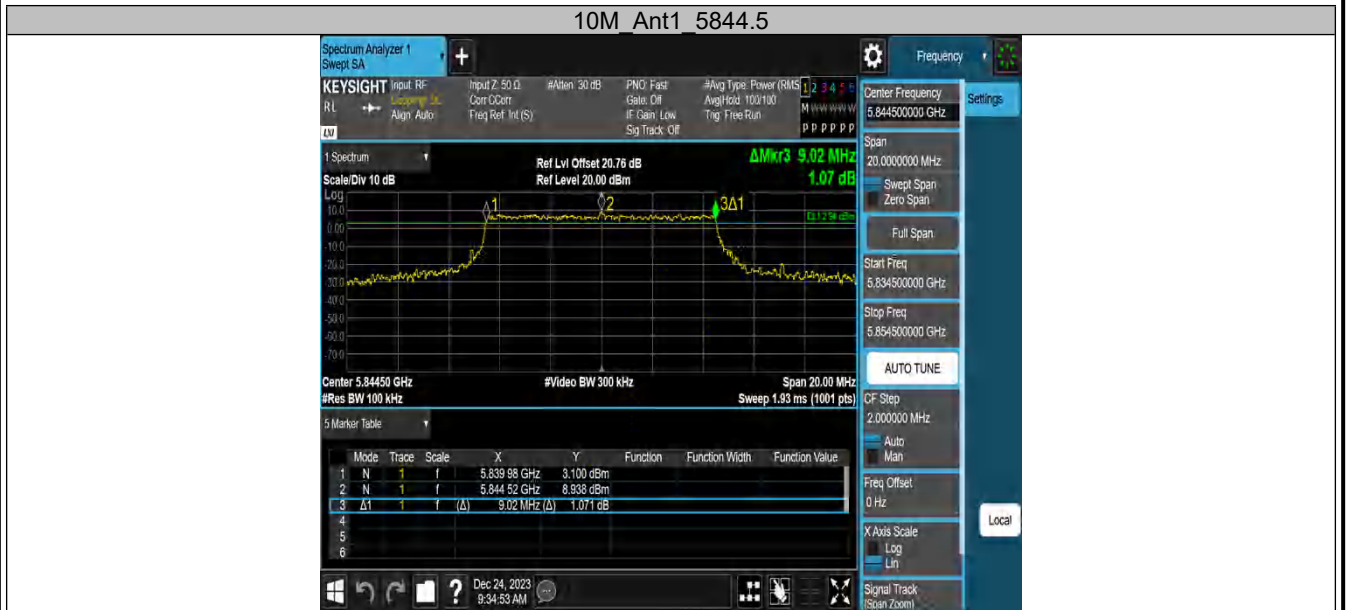 10M_Ant1_5844.5
Spectrum Analyzer 1
Swept SA
+
Frequency
KEYSIGHT
Input: RF
Input Z: 50 Ω
#Atten: 30 dB
PNO: Fast
#Avg Type: Power (RMS
1 2 3 4 5 6
RL
Coupling: DC
Corr CCorr
Gate: Off
Avg|Hold: 100/100
M W W W W W
Align: Auto
Freq Ref: Int (S)
IF Gain: Low
Trig: Free Run
P P P P P P
Sig Track: Off
LXI
Center Frequency
5.844500000 GHz
Settings
1 Spectrum
Ref Lvl Offset 20.76 dB
ΔMkr3 9.02 MHz
Scale/Div 10 dB
Ref Level 20.00 dBm
1.07 dB
Log
10.0
0.00
-10.0
-20.0
-30.0
-40.0
-50.0
-60.0
-70.0
1
2
3Δ1
Center 5.84450 GHz
#Video BW 300 kHz
Span 20.00 MHz
#Res BW 100 kHz
Sweep 1.93 ms (1001 pts)
Span
20.0000000 MHz
Swept Span
Zero Span
Full Span
Start Freq
5.834500000 GHz
Stop Freq
5.854500000 GHz
AUTO TUNE
CF Step
2.000000 MHz
Auto
Man
Freq Offset
0 Hz
X Axis Scale
Log
Lin
Signal Track
(Span Zoom)
Local
5 Marker Table
Mode Trace Scale X Y Function Function Width Function Value
1 N 1 f 5.839 98 GHz 3.100 dBm
2 N 1 f 5.844 52 GHz 8.938 dBm
3 Δ1 1 f (Δ) 9.02 MHz (Δ) 1.071 dB
4
5
6
?
Dec 24, 2023
9:34:53 AM